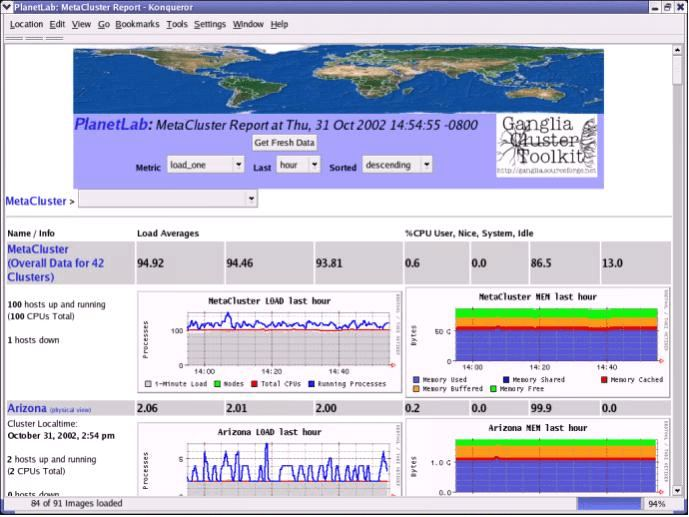 PlanetLab: MetaCluster Report - Konqueror
Location Edit View Go Bookmarks Tools Settings Window Help
PlanetLab: MetaCluster Report at Thu, 31 Oct 2002 14:54:55 -0800
Get Fresh Data
Metric load_one Last hour Sorted descending
Ganglia
Cluster
Toolkit
http://ganglia.sourceforge.net
MetaCluster >
Name / Info Load Averages %CPU User, Nice, System, Idle
MetaCluster
(Overall Data for 42
Clusters)
94.92 94.46 93.81 0.6 0.0 86.5 13.0
100 hosts up and running
(100 CPUs Total)
1 hosts down
MetaCluster LOAD last hour
Processes
100
0
14:00 14:20 14:40
1-Minute Load Nodes Total CPUs Running Processes
MetaCluster MEM last hour
Bytes
50 G
0
14:00 14:20 14:40
Memory Used Memory Shared Memory Cached
Memory Buffered Memory Free
Arizona (physical view) 2.06 2.01 2.00 0.2 0.0 99.9 0.0
Cluster Localtime:
October 31, 2002, 2:54 pm
2 hosts up and running
(2 CPUs Total)
0 hosts down
Arizona LOAD last hour
Processes
5
Arizona MEM last hour
Bytes
1.0 G
84 of 91 Images loaded
94%